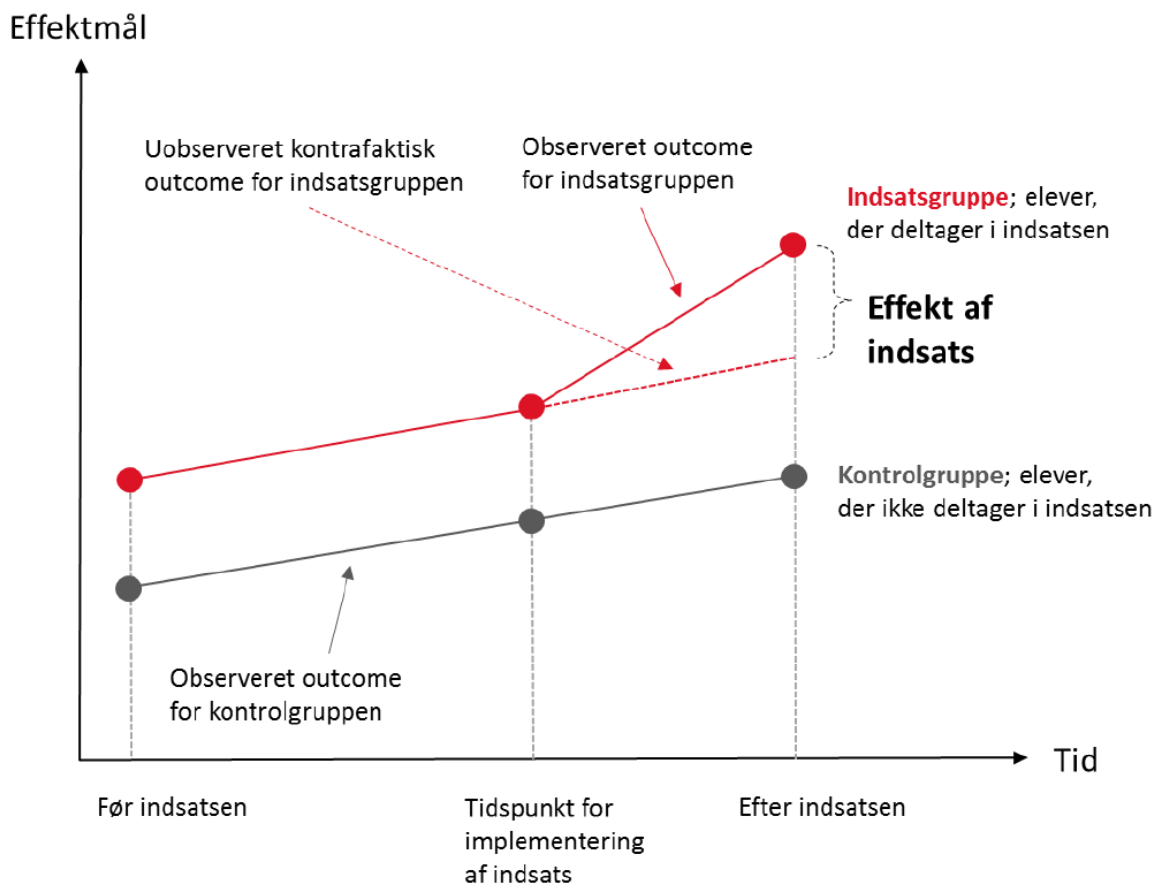 Effektmål
Uobserveret kontrafaktisk
outcome for indsatsgruppen
Observeret outcome
for indsatsgruppen
Indsatsgruppe; elever,
der deltager i indsatsen
Effekt af
indsats
Kontrolgruppe; elever,
der ikke deltager i indsatsen
Observeret outcome
for kontrolgruppen
Tid
Før indsatsen
Tidspunkt for
implementering
af indsats
Efter indsatsen